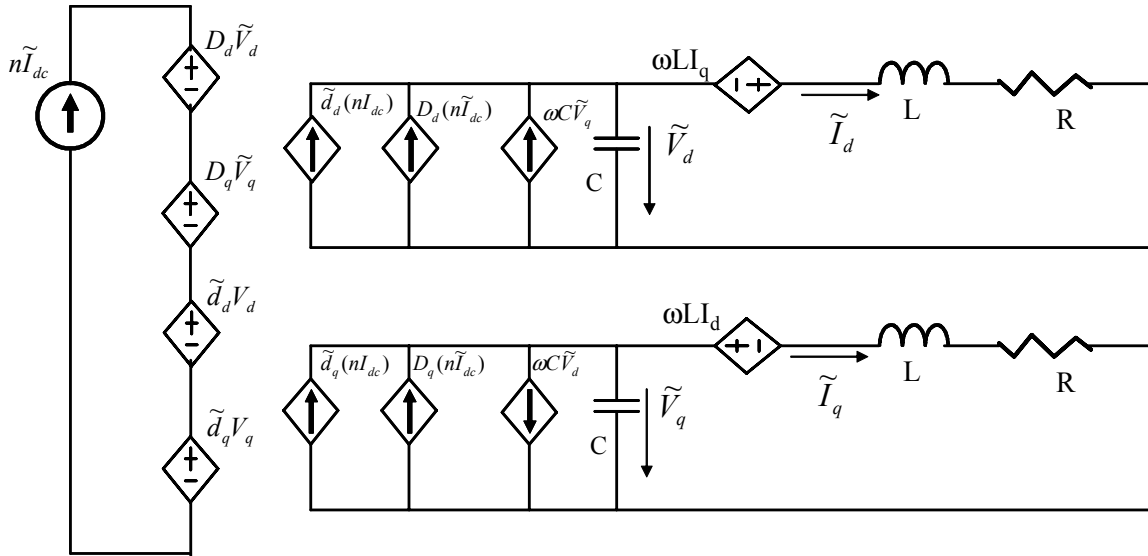 nĨ_dc
D_dṼ_d
D_qṼ_q
d̃_dV_d
d̃_qV_q
d̃_d(nI_dc)
D_d(nĨ_dc)
ωCṼ_q
C
Ṽ_d
ωLI_q
Ĩ_d
L
R
d̃_q(nI_dc)
D_q(nĨ_dc)
ωCṼ_d
C
Ṽ_q
ωLI_d
Ĩ_q
L
R